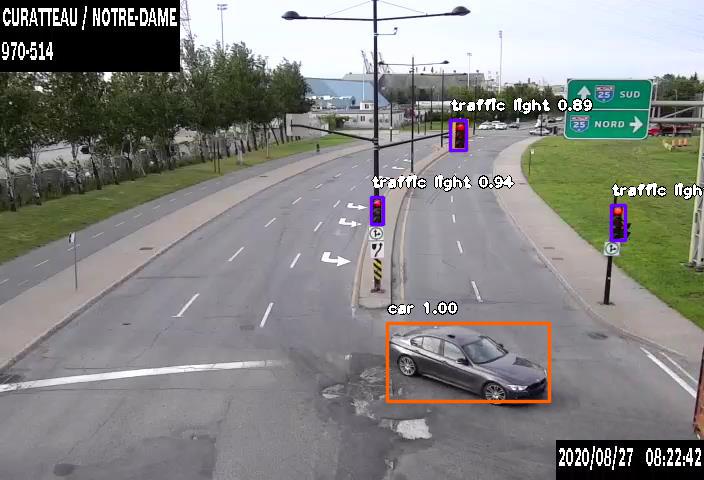 CURATTEAU / NOTRE-DAME
970-514
traffic light 0.89
25 SUD
25 NORD
traffic light 0.94
traffic ligh
car 1.00
2020/08/27 08:22:42